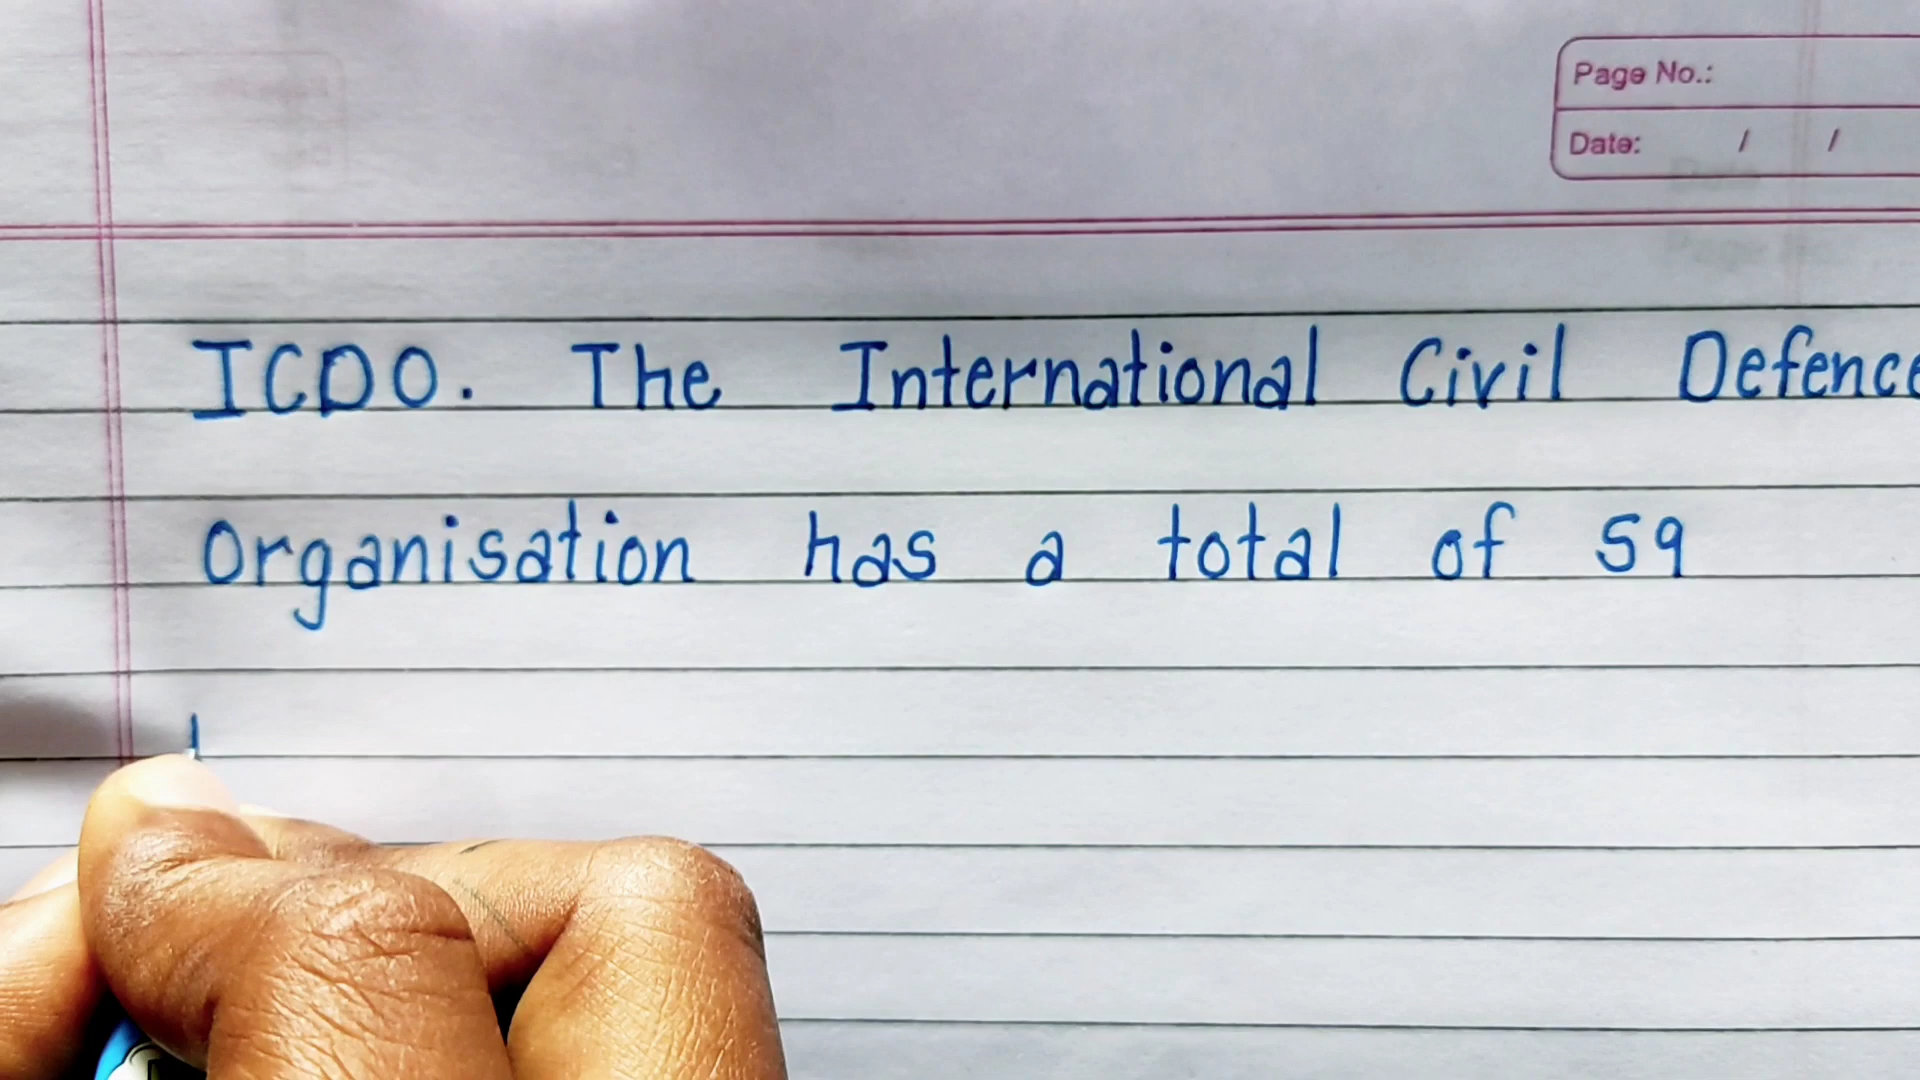 Page No.:
Date: / /
ICDO. The International Civil Defence
Organisation has a total of 59